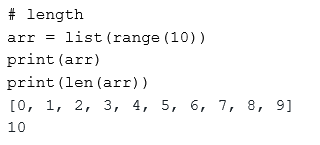 # length
arr = list(range(10))
print(arr)
print(len(arr))
[0, 1, 2, 3, 4, 5, 6, 7, 8, 9]
10